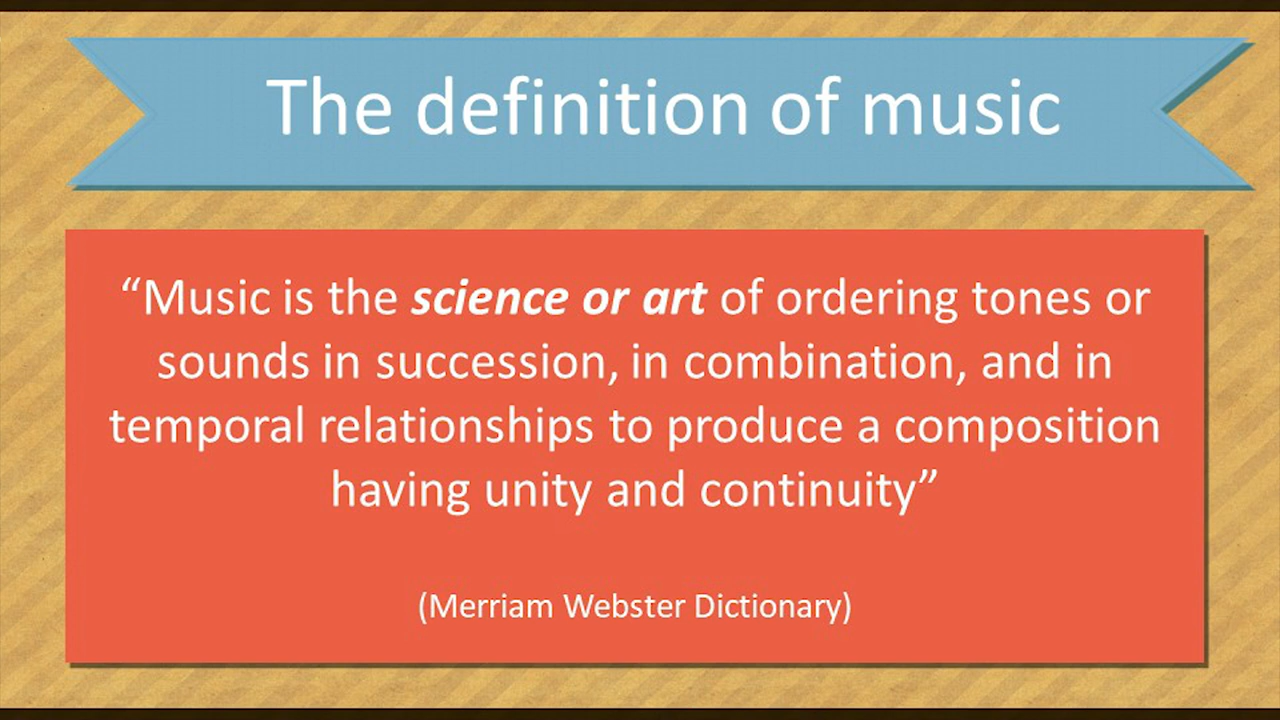 The definition of music
“Music is the science or art of ordering tones or
sounds in succession, in combination, and in
temporal relationships to produce a composition
having unity and continuity”
(Merriam Webster Dictionary)